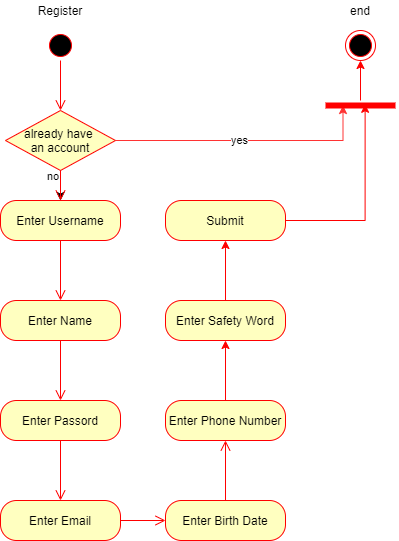 Register
end
already have
an account
yes
no
Enter Username
Submit
Enter Name
Enter Safety Word
Enter Passord
Enter Phone Number
Enter Email
Enter Birth Date